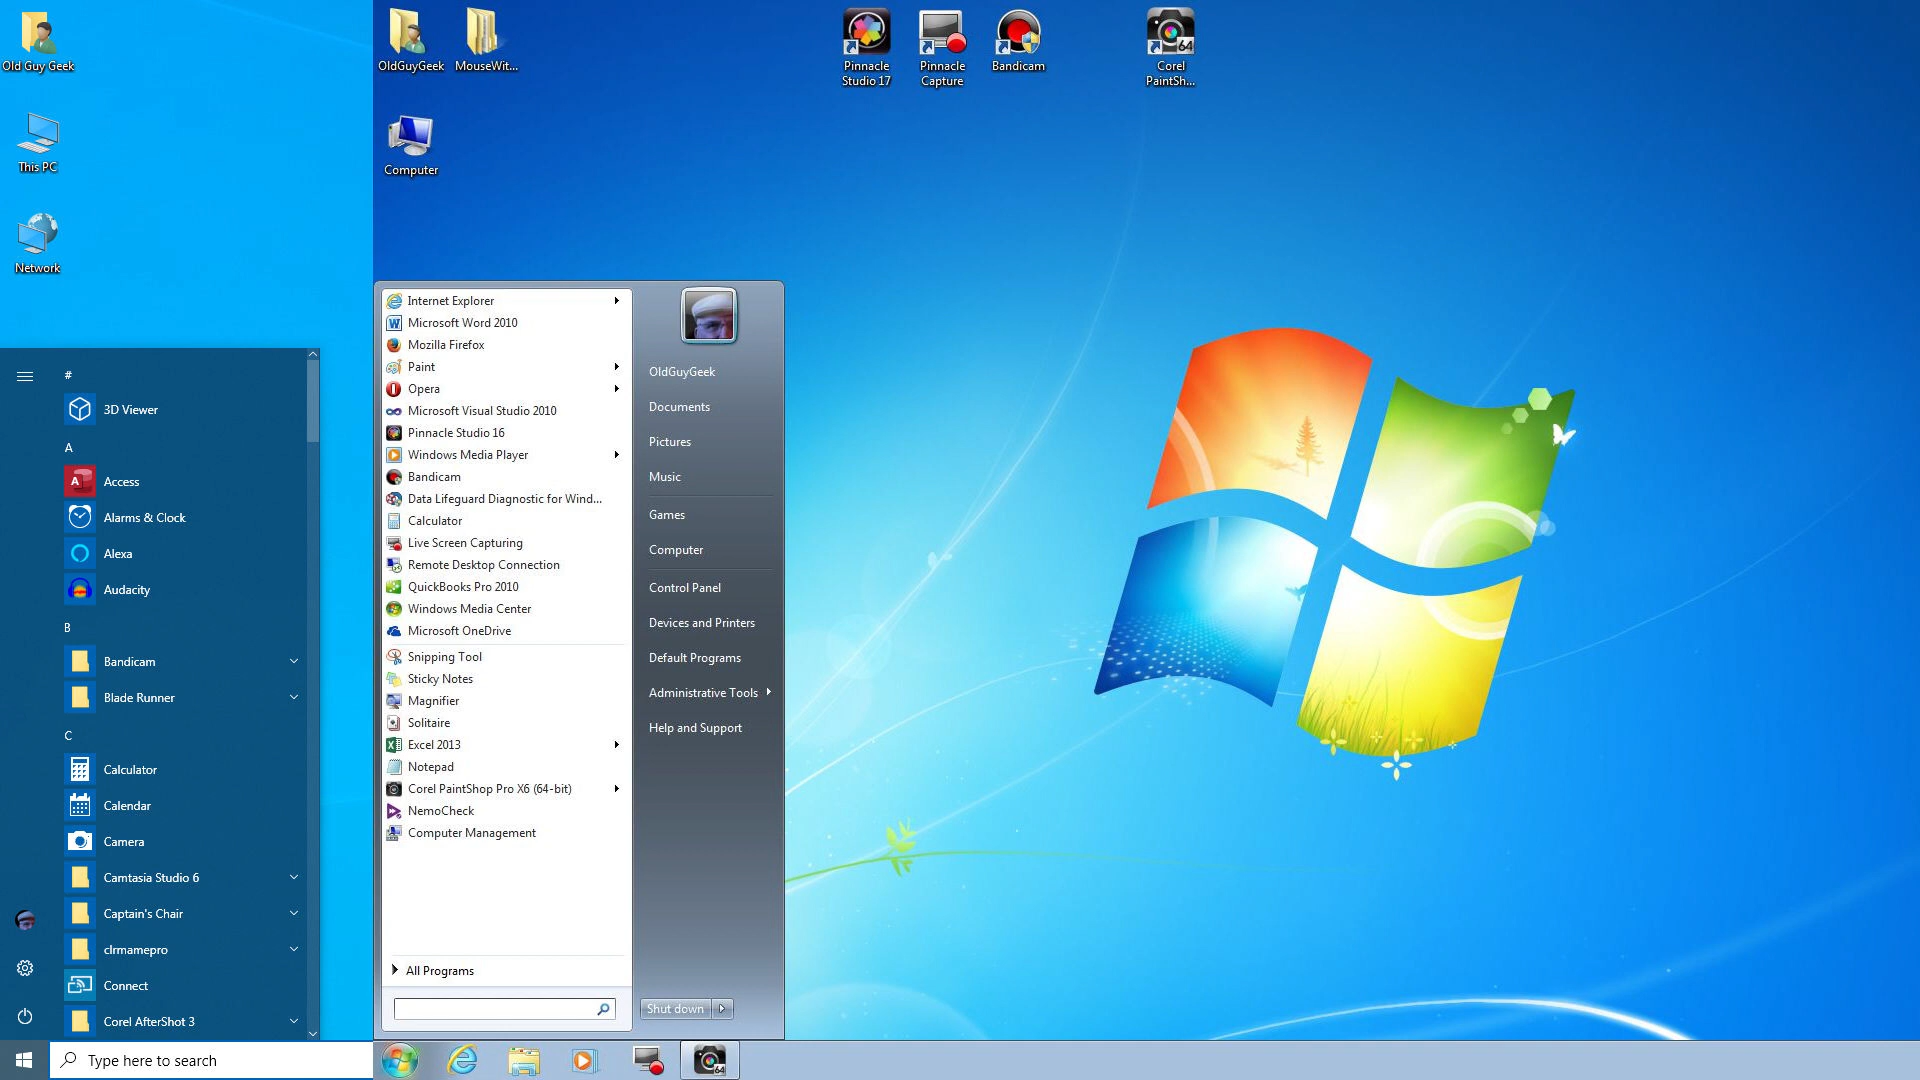 Old Guy Geek
This PC
Network
#
3D Viewer
A
Access
Alarms & Clock
Alexa
Audacity
B
Bandicam
Blade Runner
C
Calculator
Calendar
Camera
Camtasia Studio 6
Captain's Chair
clrmamepro
Connect
Corel AfterShot 3
Type here to search
OldGuyGeek
MouseWit...
Computer
Pinnacle
Studio 17
Pinnacle
Capture
Bandicam
64
Corel
PaintSh...
Internet Explorer
Microsoft Word 2010
Mozilla Firefox
Paint
Opera
Microsoft Visual Studio 2010
Pinnacle Studio 16
Windows Media Player
Bandicam
Data Lifeguard Diagnostic for Wind...
Calculator
Live Screen Capturing
Remote Desktop Connection
QuickBooks Pro 2010
Windows Media Center
Microsoft OneDrive
Snipping Tool
Sticky Notes
Magnifier
Solitaire
Excel 2013
Notepad
Corel PaintShop Pro X6 (64-bit)
NemoCheck
Computer Management
All Programs
OldGuyGeek
Documents
Pictures
Music
Games
Computer
Control Panel
Devices and Printers
Default Programs
Administrative Tools
Help and Support
Shut down
64